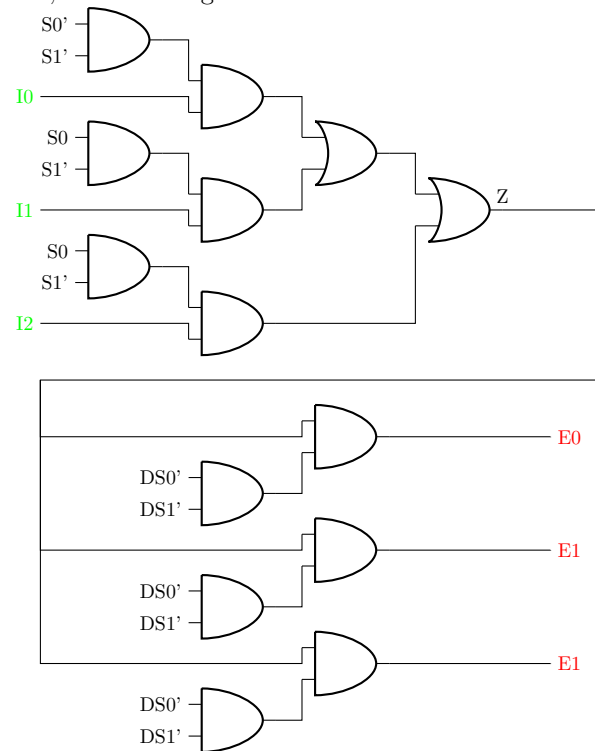 S0'
S1'
I0
S0
S1'
I1
S0
S1'
I2
Z
E0
DS0'
DS1'
E1
DS0'
DS1'
E1
DS0'
DS1'